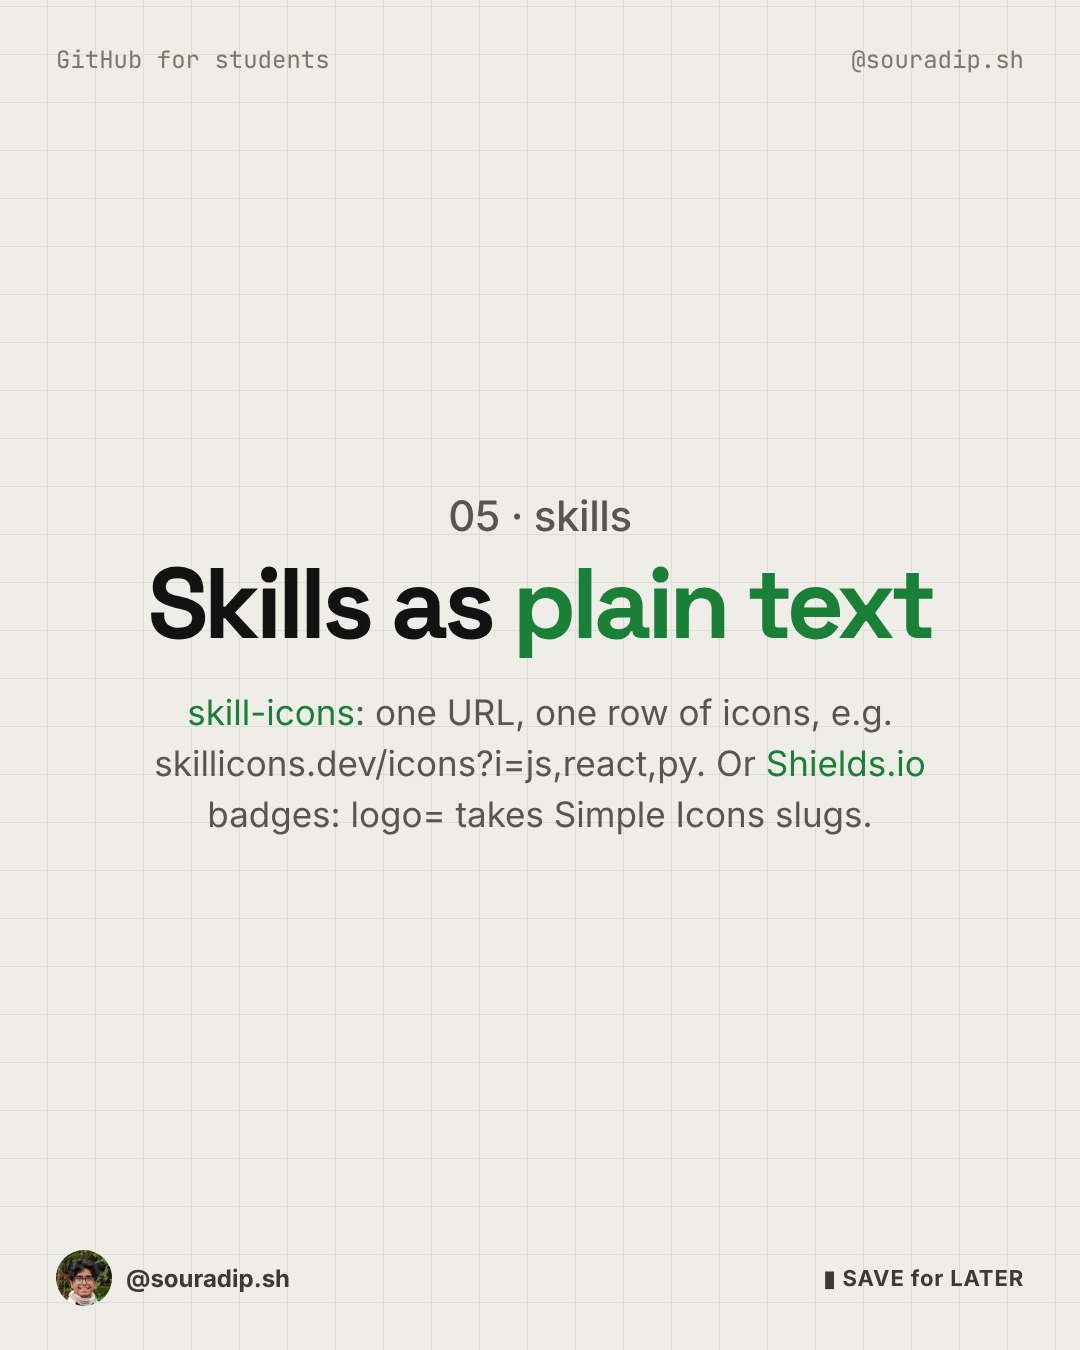 GitHub for students
@souradip.sh
05 · skills
Skills as plain text
skill-icons: one URL, one row of icons, e.g.
skillicons.dev/icons?i=js,react,py. Or Shields.io
badges: logo= takes Simple Icons slugs.
@souradip.sh
SAVE for LATER